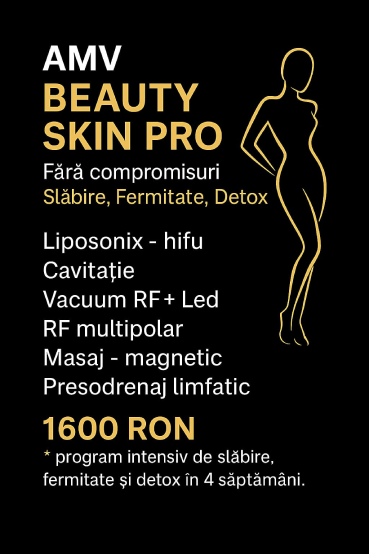 AMV
BEAUTY
SKIN PRO
Fără compromisuri
Slăbire, Fermitate, Detox
Liposonix - hifu
Cavitație
Vacuum RF+ Led
RF multipolar
Masaj - magnetic
Presodrenaj limfatic
1600 RON
* program intensiv de slăbire,
fermitate și detox în 4 săptămâni.